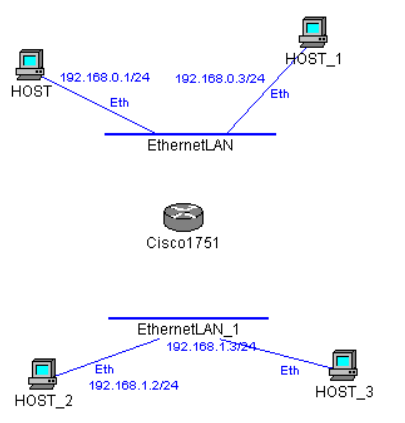 HOST_1
192.168.0.1/24
192.168.0.3/24
HOST
Eth
Eth
EthernetLAN
Cisco1751
EthernetLAN_1
192.168.1.3/24
Eth
Eth
192.168.1.2/24
HOST_2
HOST_3